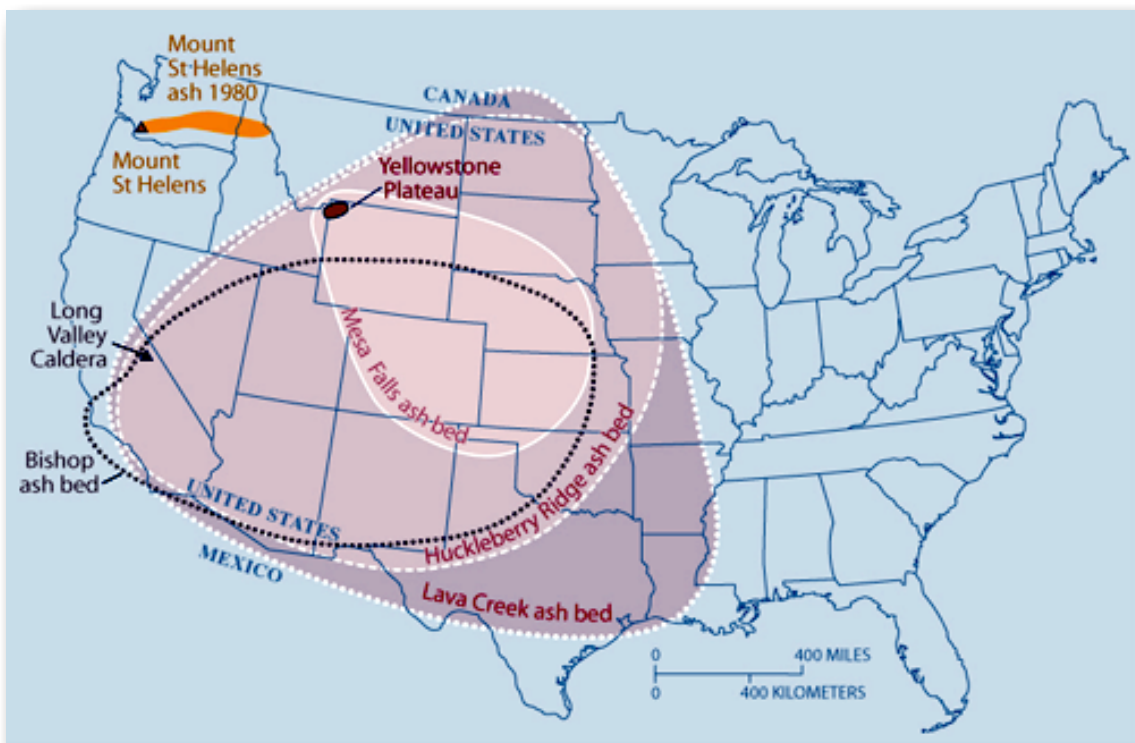 Mount
St Helens
ash 1980
CANADA
UNITED STATES
Mount
St Helens
Yellowstone
Plateau
Long
Valley
Caldera
Mesa Falls ash bed
Bishop
ash bed
UNITED STATES
MEXICO
Huckleberry Ridge ash bed
Lava Creek ash bed
0 400 MILES
0 400 KILOMETERS